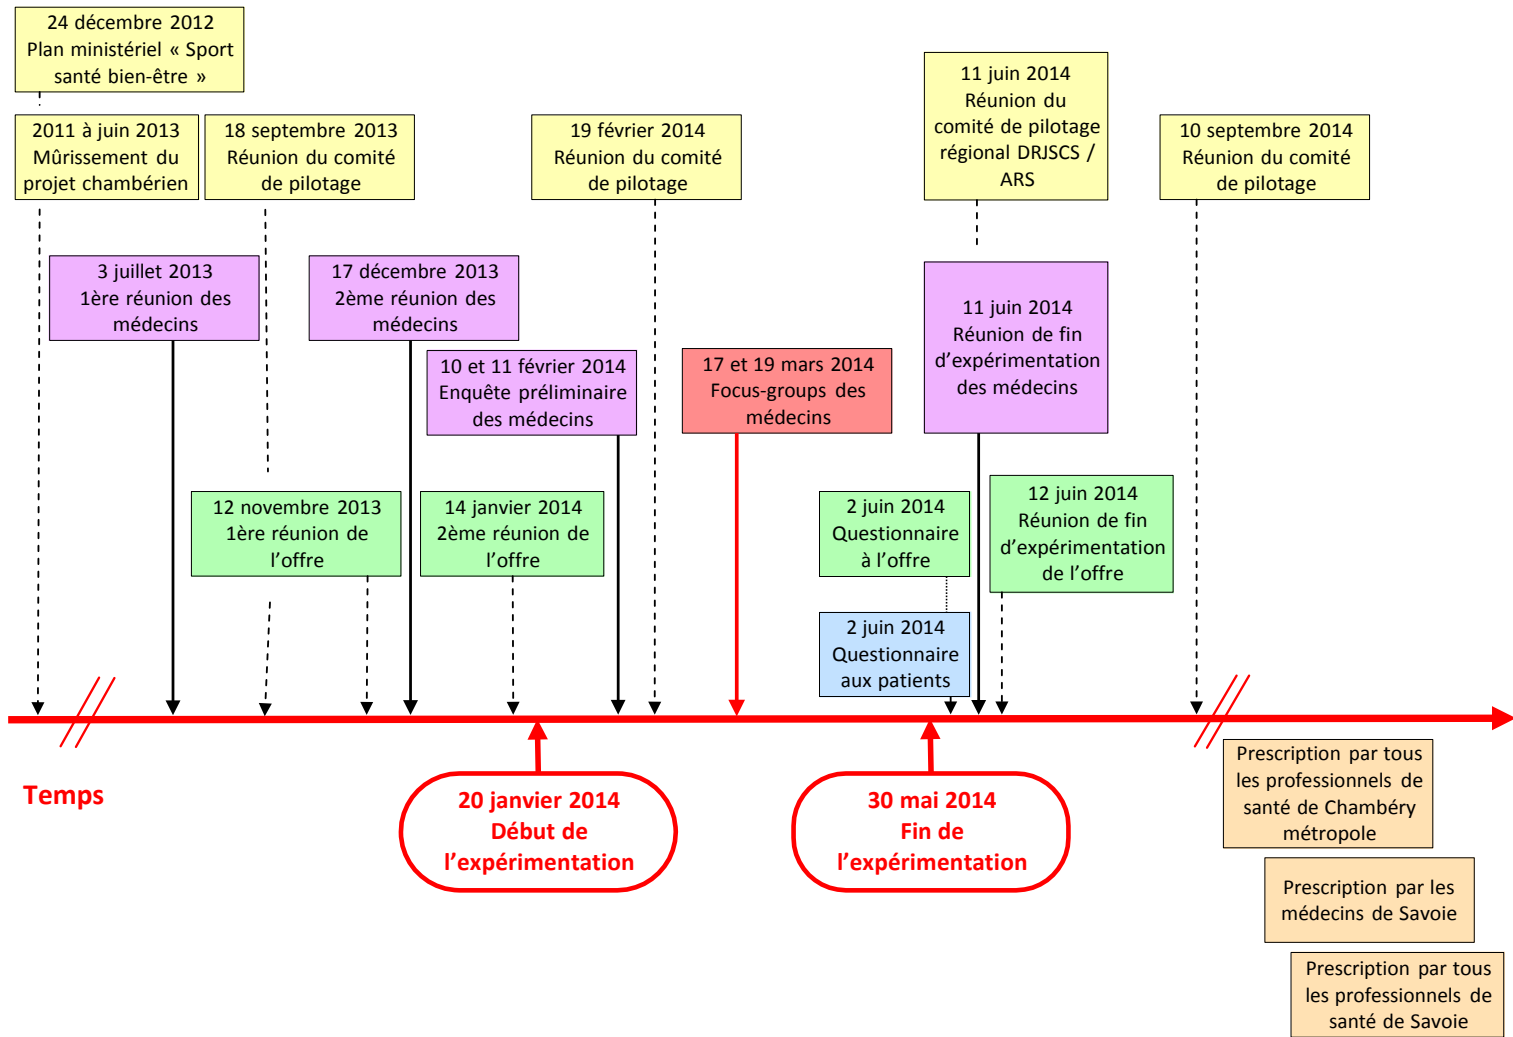 24 décembre 2012
Plan ministériel « Sport
santé bien-être »
2011 à juin 2013
Mûrissement du
projet chambérien
18 septembre 2013
Réunion du comité
de pilotage
19 février 2014
Réunion du comité
de pilotage
11 juin 2014
Réunion du
comité de pilotage
régional DRJSCS /
ARS
10 septembre 2014
Réunion du comité
de pilotage
3 juillet 2013
1ère réunion des
médecins
17 décembre 2013
2ème réunion des
médecins
10 et 11 février 2014
Enquête préliminaire
des médecins
17 et 19 mars 2014
Focus-groups des
médecins
11 juin 2014
Réunion de fin
d'expérimentation
des médecins
12 novembre 2013
1ère réunion de
l’offre
14 janvier 2014
2ème réunion de
l’offre
2 juin 2014
Questionnaire
à l’offre
12 juin 2014
Réunion de fin
d’expérimentation
de l’offre
2 juin 2014
Questionnaire
aux patients
Temps
20 janvier 2014
Début de
l’expérimentation
30 mai 2014
Fin de
l’expérimentation
Prescription par tous
les professionnels de
santé de Chambéry
métropole
Prescription par les
médecins de Savoie
Prescription par tous
les professionnels de
santé de Savoie